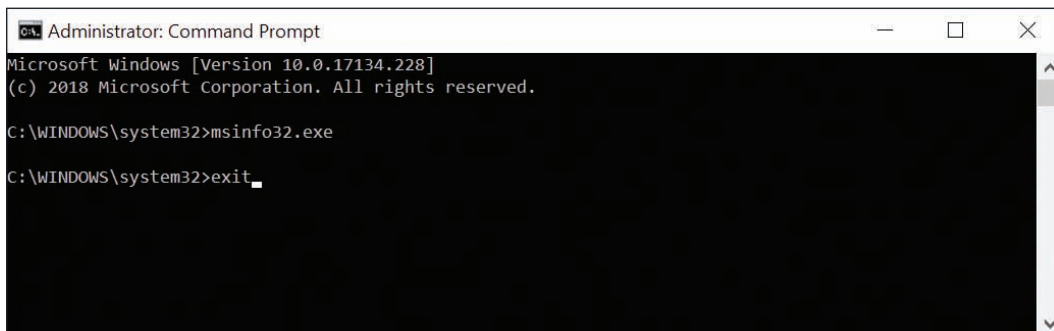 Administrator: Command Prompt
Microsoft Windows [Version 10.0.17134.228]
(c) 2018 Microsoft Corporation. All rights reserved.
C:\WINDOWS\system32>msinfo32.exe
C:\WINDOWS\system32>exit